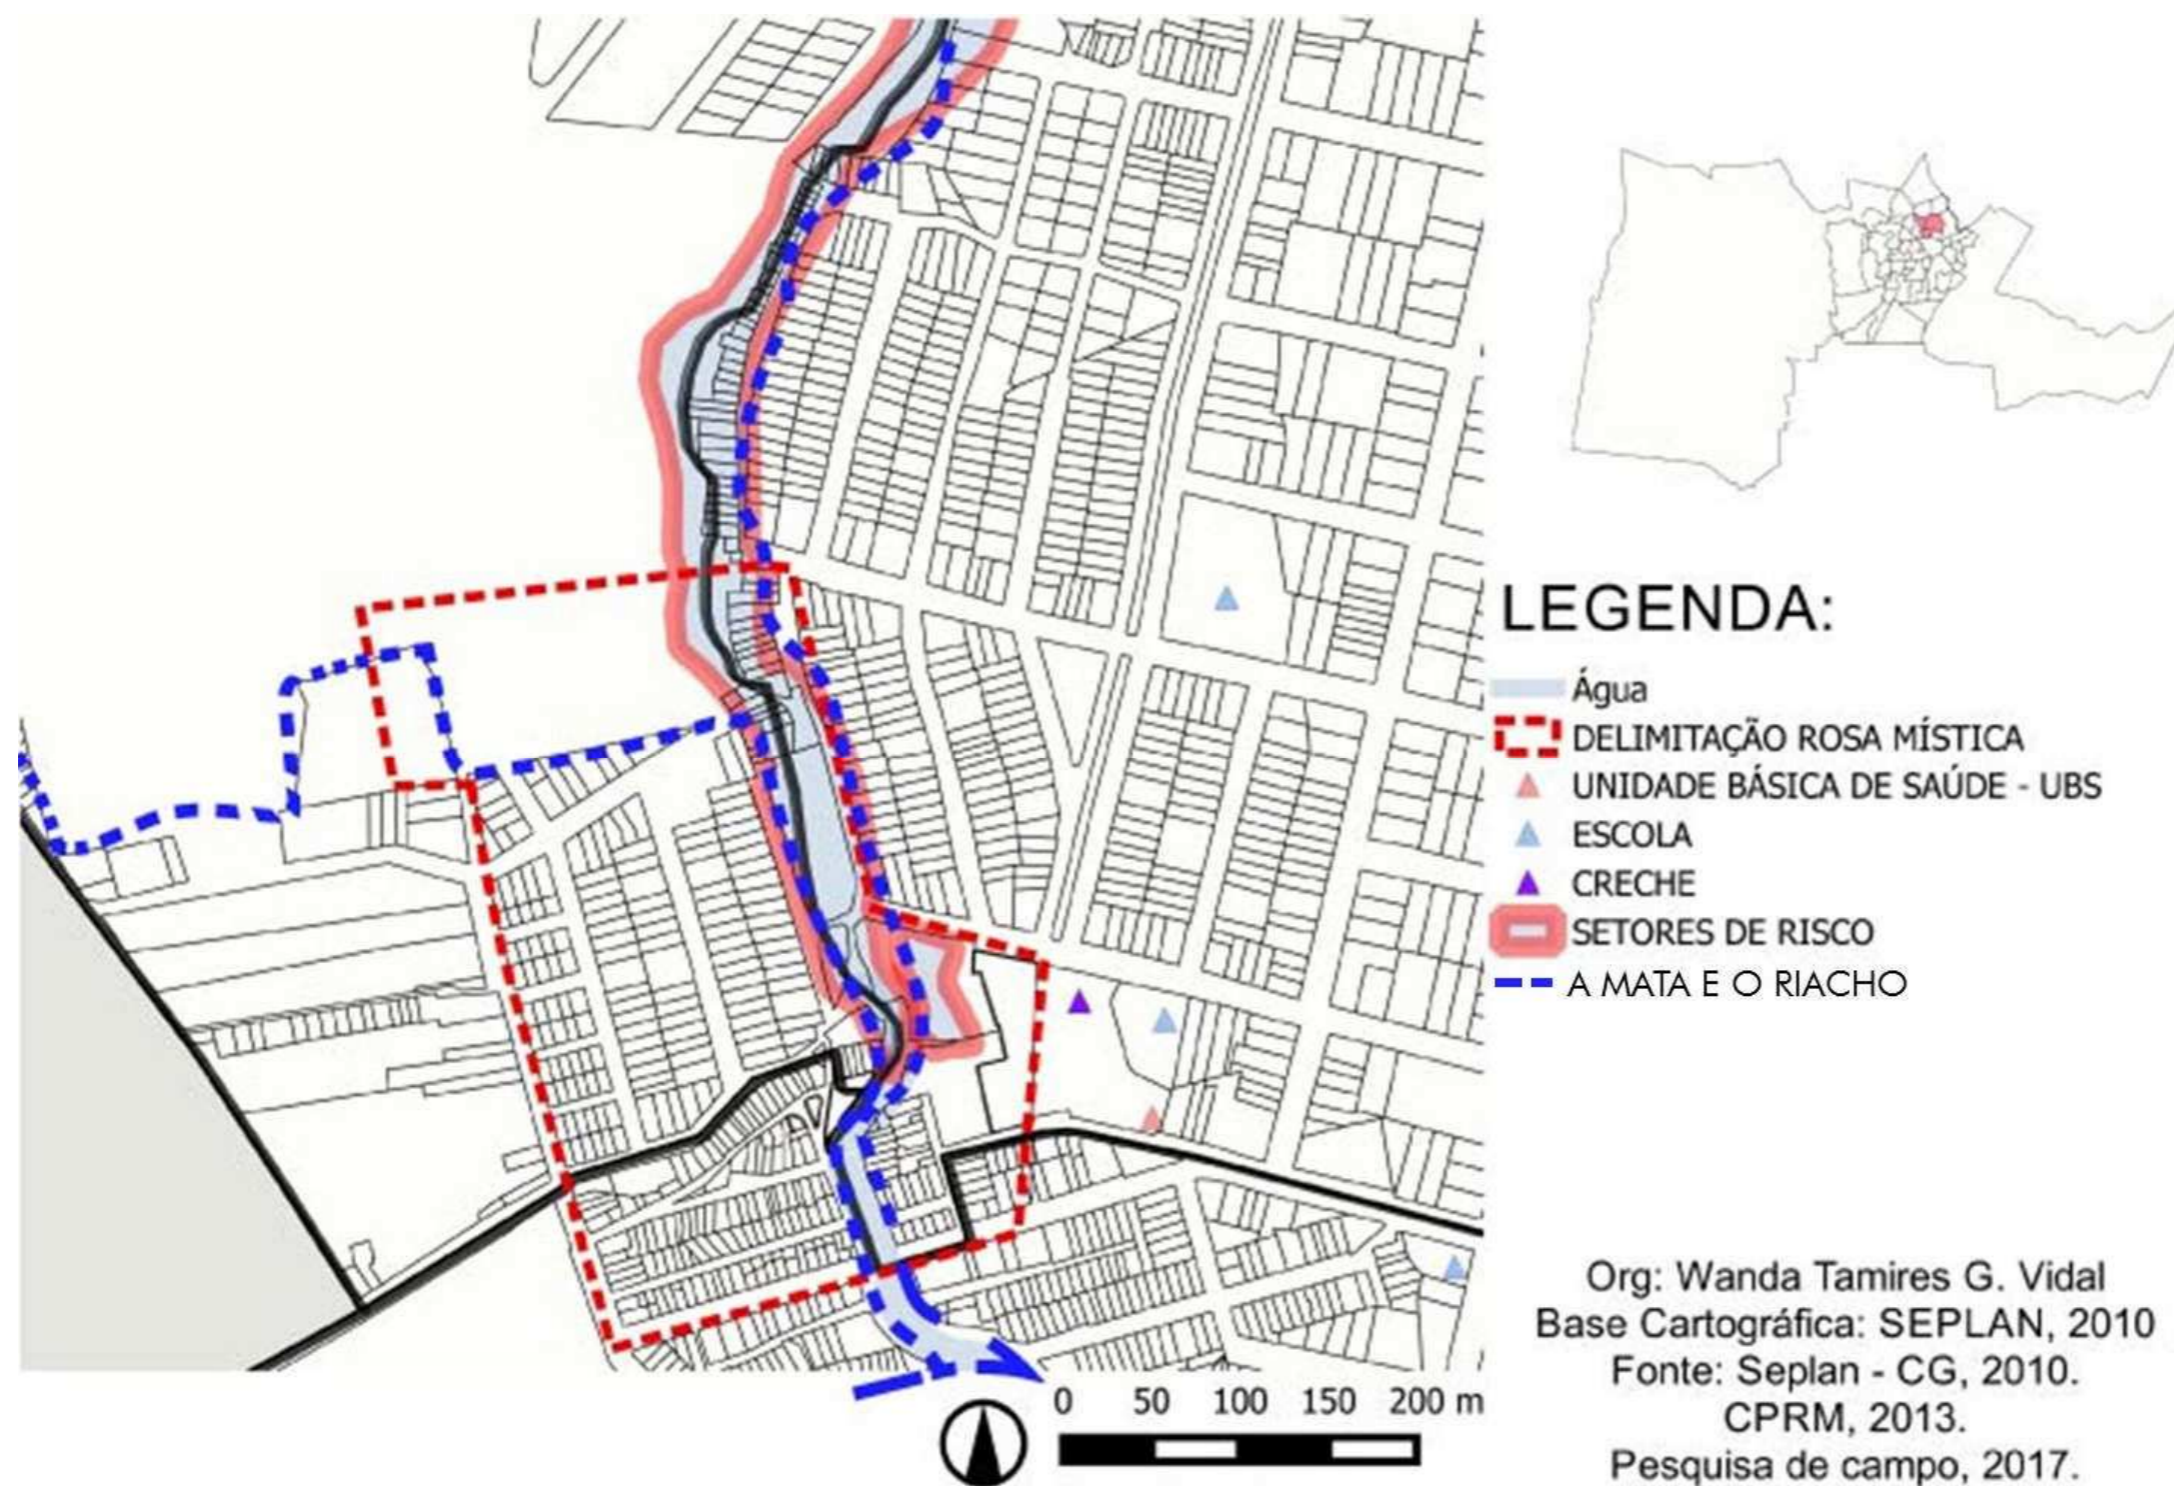 LEGENDA:
Água
DELIMITAÇÃO ROSA MÍSTICA
UNIDADE BÁSICA DE SAÚDE - UBS
ESCOLA
CRECHE
SETORES DE RISCO
A MATA E O RIACHO
Org: Wanda Tamires G. Vidal
Base Cartográfica: SEPLAN, 2010
Fonte: Seplan - CG, 2010.
CPRM, 2013.
Pesquisa de campo, 2017.
0 50 100 150 200 m